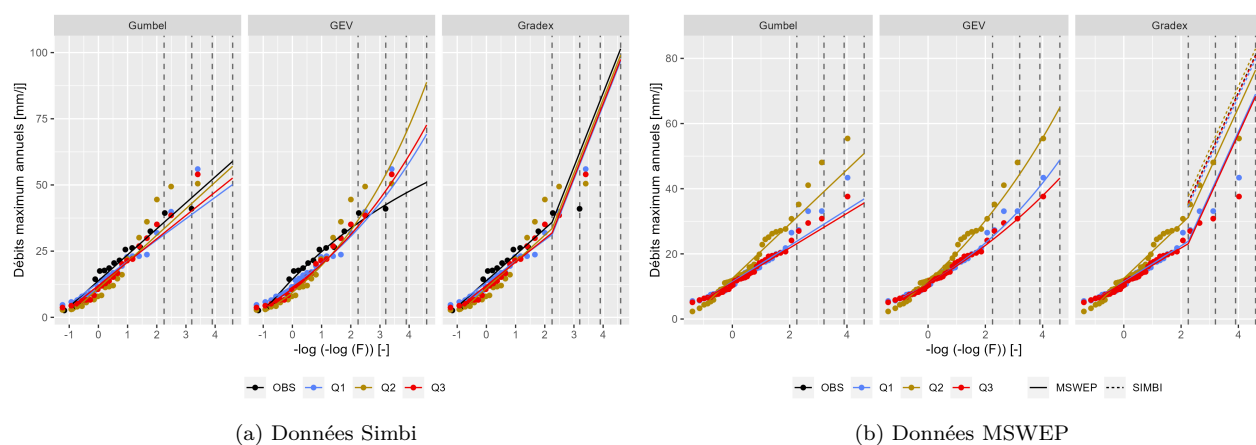 Gumbel GEV Gradex
Débits maximum annuels [mm/j]
100
75
50
25
0
-1 0 1 2 3 4 -1 0 1 2 3 4 -1 0 1 2 3 4
-log (-log (F)) [-]
OBS Q1 Q2 Q3
(a) Données Simbi
Gumbel GEV Gradex
Débits maximum annuels [mm/j]
80
60
40
20
0
0 2 4 0 2 4 0 2 4
-log (-log (F)) [-]
OBS Q1 Q2 Q3 MSWEP SIMBI
(b) Données MSWEP